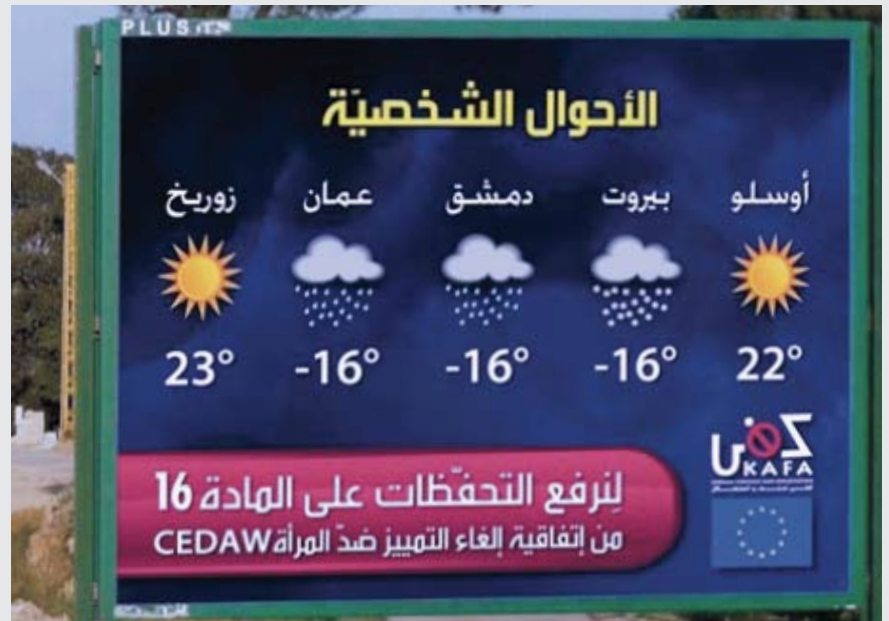 PLUS
الأحوال الشخصيّة
أوسلو بيروت دمشق عمان زوريخ
22° -16° -16° -16° 23°
كفى
KAFA
لنرفع التحفّظات على المادة 16
من إتفاقية إلغاء التمييز ضدّ المرأة CEDAW